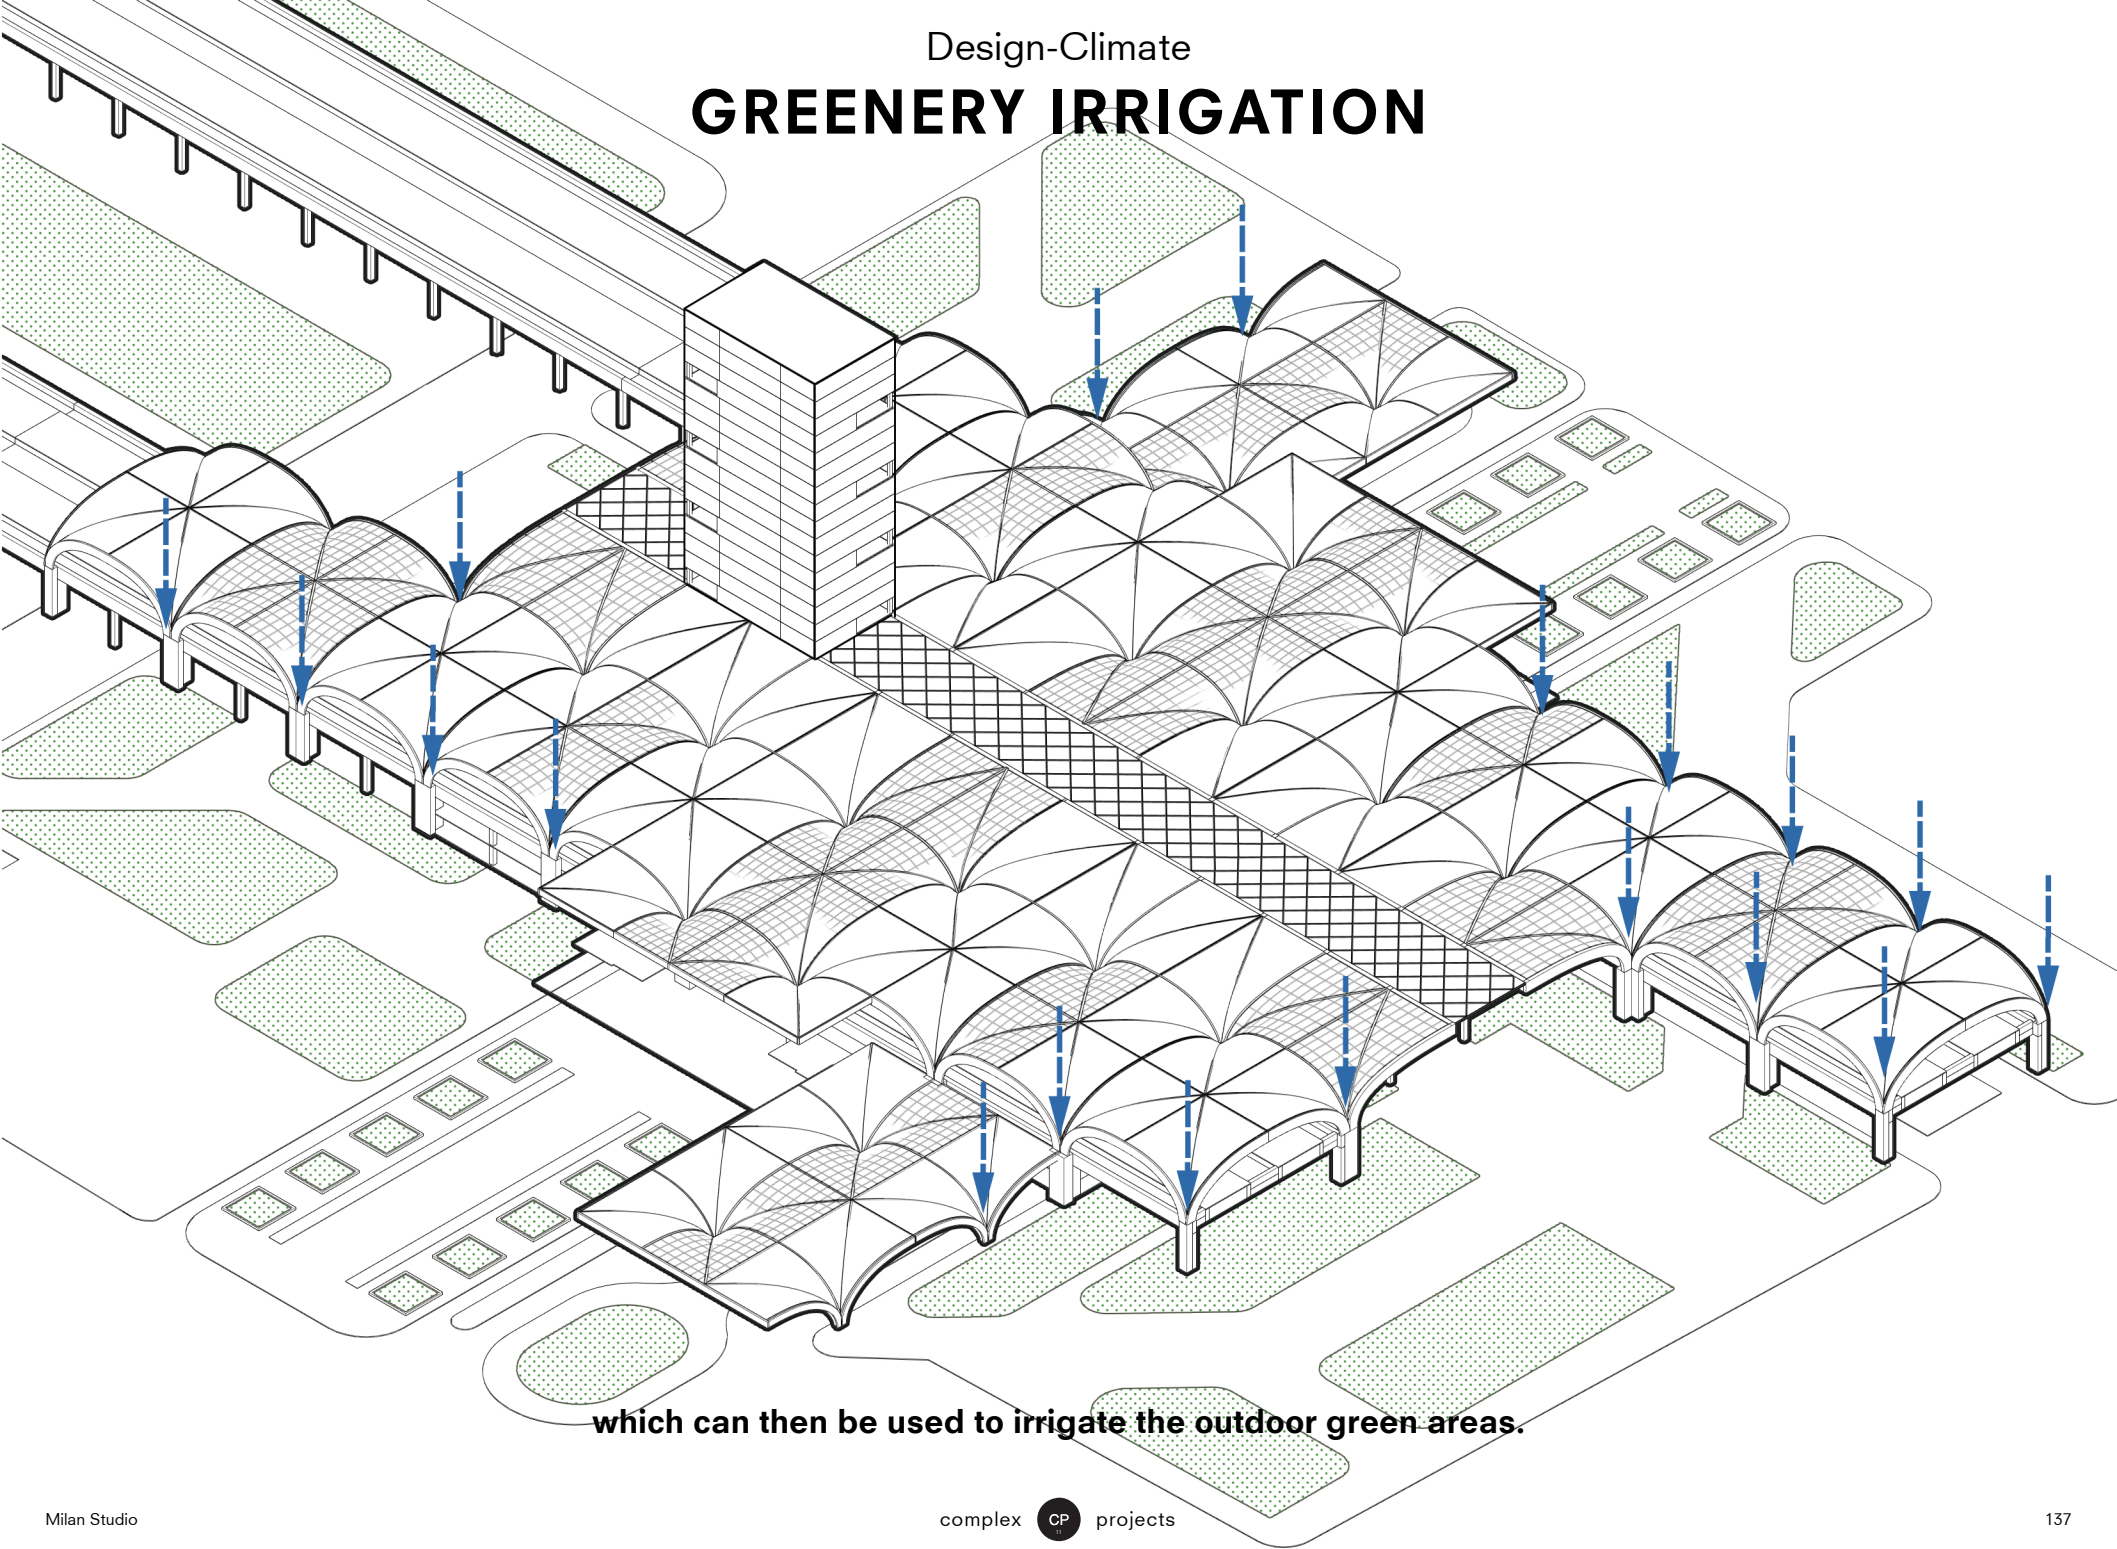 Design-Climate
GREENERY IRRIGATION
which can then be used to irrigate the outdoor green areas.
Milan Studio
complex CP projects
11
137